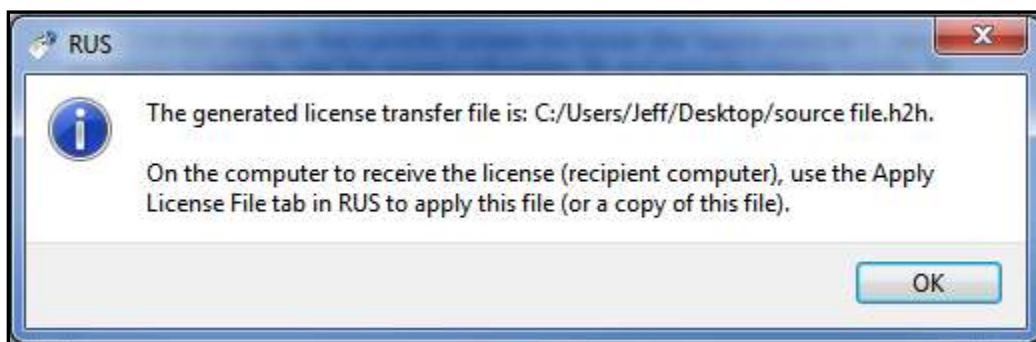 RUS
The generated license transfer file is: C:/Users/Jeff/Desktop/source file.h2h.
On the computer to receive the license (recipient computer), use the Apply
License File tab in RUS to apply this file (or a copy of this file).
OK